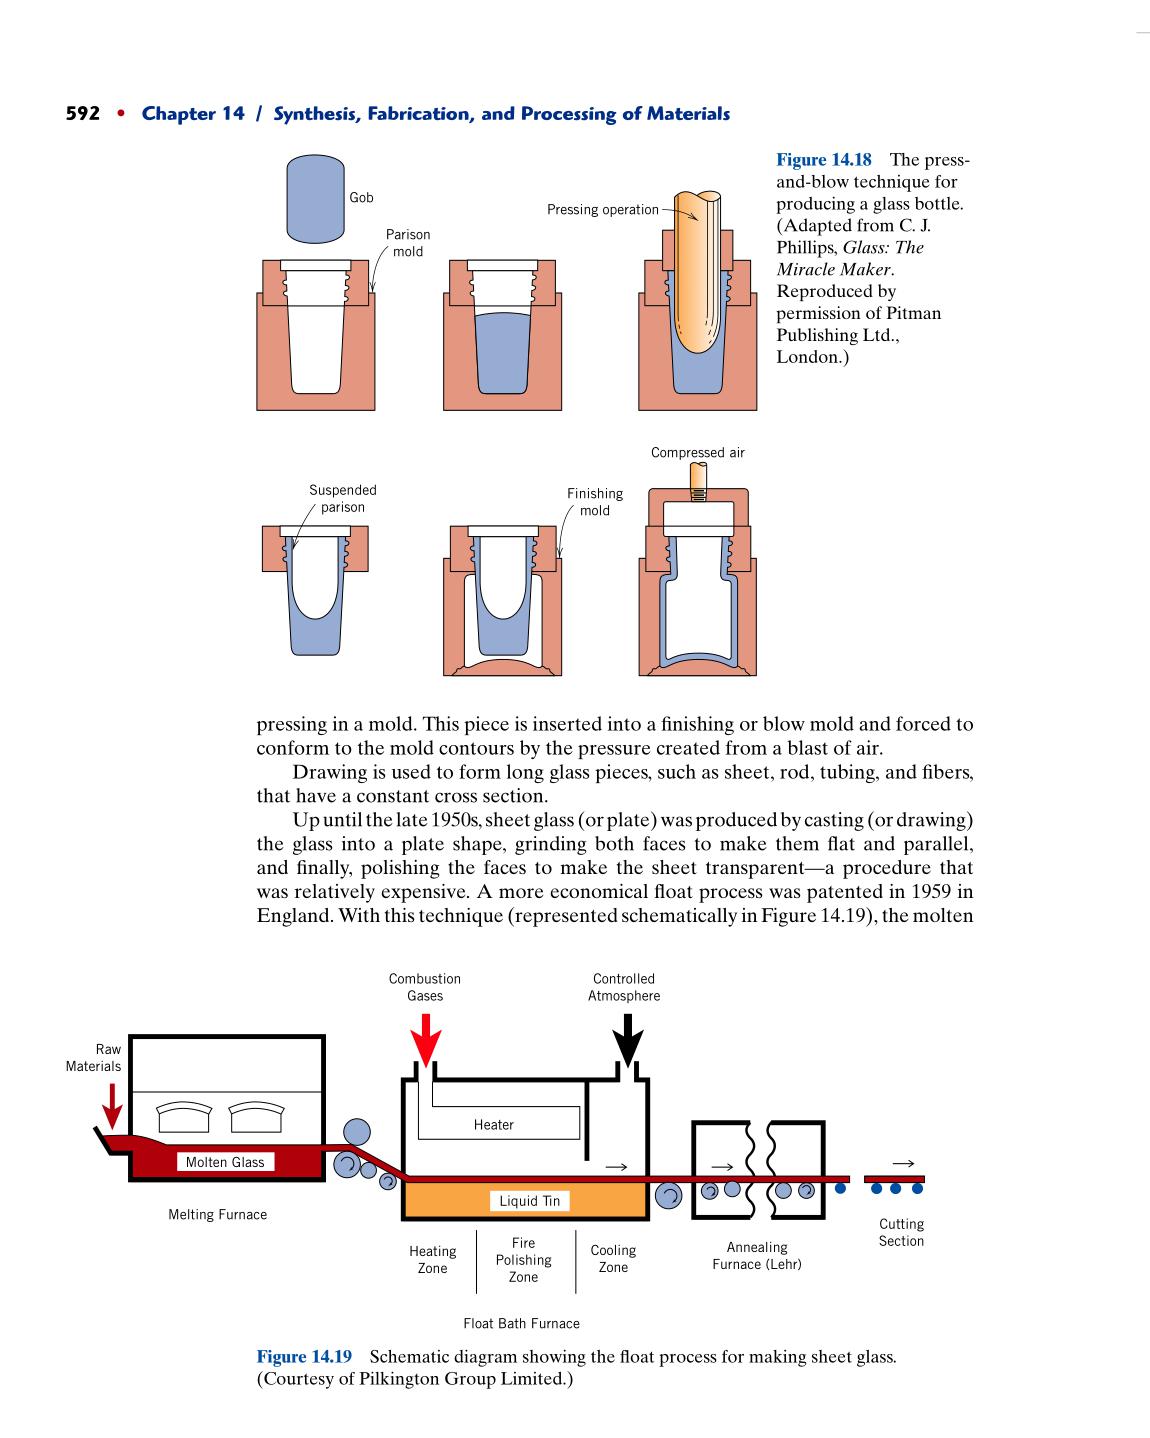 592 • Chapter 14 / Synthesis, Fabrication, and Processing of Materials
Gob
Parison
mold
Pressing operation
Figure 14.18 The press-
and-blow technique for
producing a glass bottle.
(Adapted from C. J.
Phillips, Glass: The
Miracle Maker.
Reproduced by
permission of Pitman
Publishing Ltd.,
London.)
Suspended
parison
Finishing
mold
Compressed air
pressing in a mold. This piece is inserted into a finishing or blow mold and forced to
conform to the mold contours by the pressure created from a blast of air.
Drawing is used to form long glass pieces, such as sheet, rod, tubing, and fibers,
that have a constant cross section.
Up until the late 1950s, sheet glass (or plate) was produced by casting (or drawing)
the glass into a plate shape, grinding both faces to make them flat and parallel,
and finally, polishing the faces to make the sheet transparent—a procedure that
was relatively expensive. A more economical float process was patented in 1959 in
England. With this technique (represented schematically in Figure 14.19), the molten
Combustion
Gases
Controlled
Atmosphere
Raw
Materials
Heater
Molten Glass
Liquid Tin
Melting Furnace
Heating
Zone
Fire
Polishing
Zone
Cooling
Zone
Annealing
Furnace (Lehr)
Cutting
Section
Float Bath Furnace
Figure 14.19 Schematic diagram showing the float process for making sheet glass.
(Courtesy of Pilkington Group Limited.)